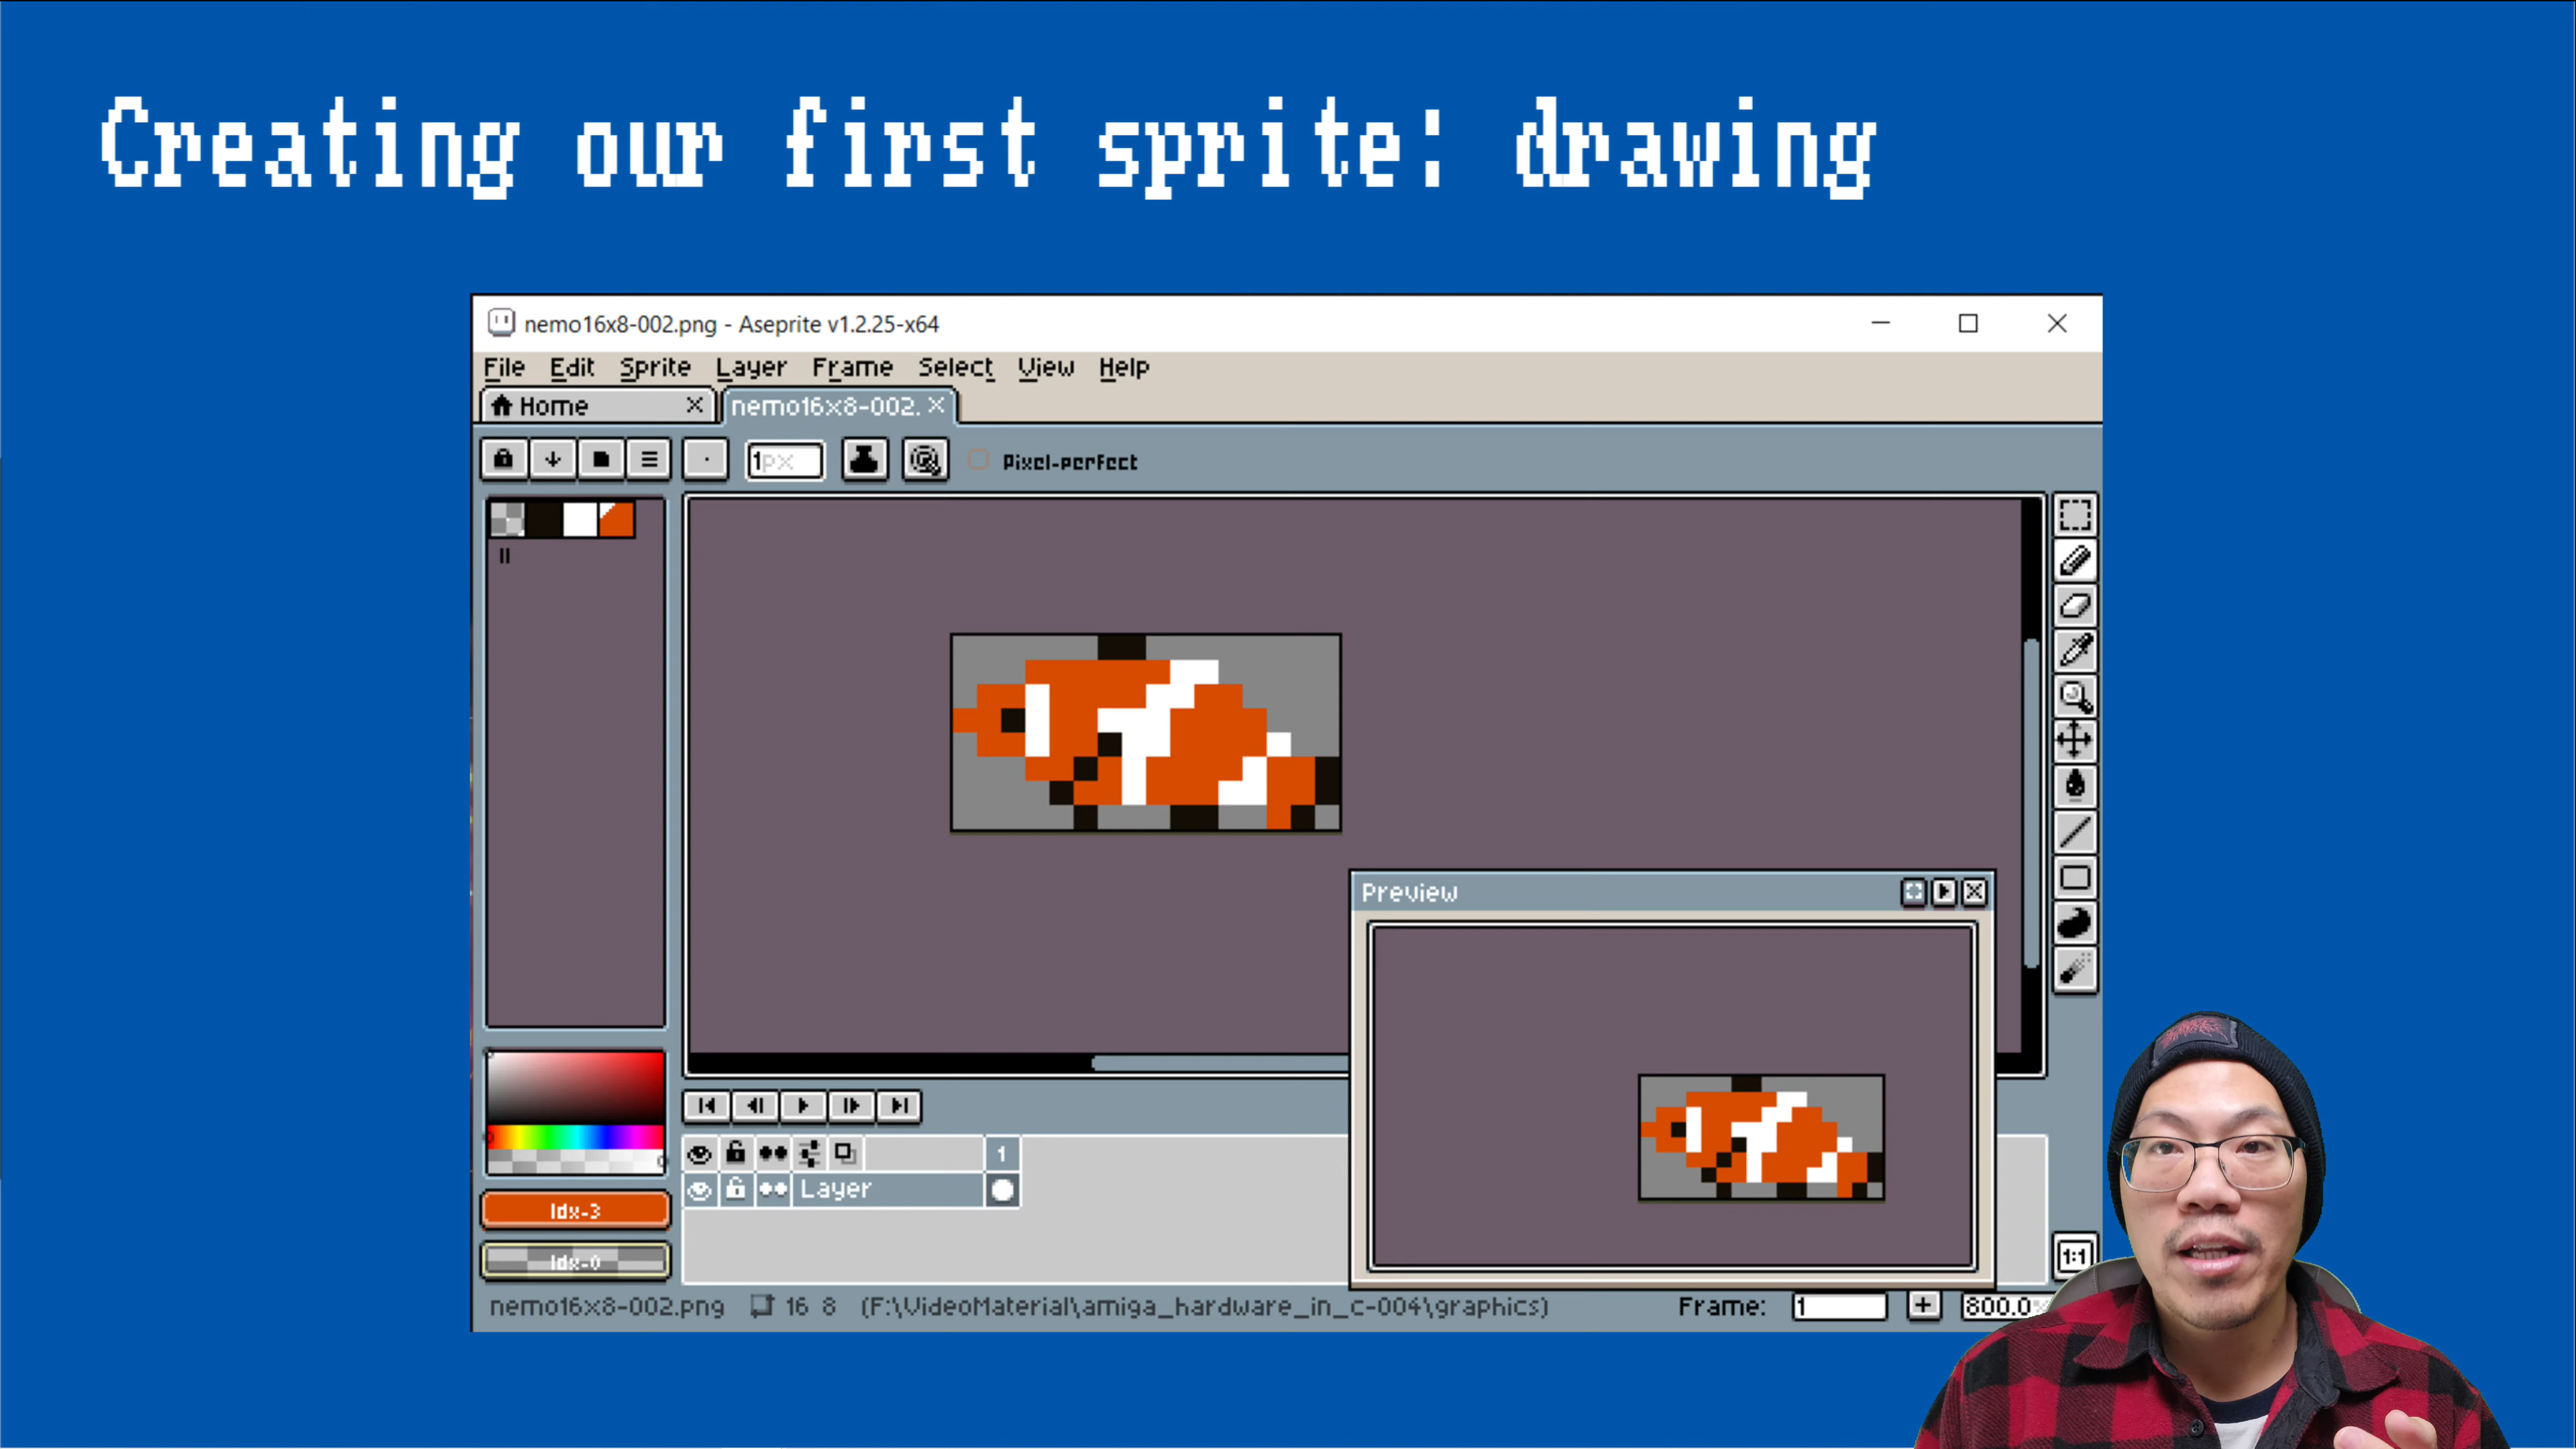 Creating our first sprite: drawing
nemo16x8-002.png - Aseprite v1.2.25-x64
File Edit Sprite Layer Frame Select View Help
Home nemo16x8-002.
1px Pixel-perfect
Preview
1
Layer
Idx-3
Idx-0
1:1
nemo16x8-002.png 16 8 (F:\VideoMaterial\amiga_hardware_in_c-004\graphics) Frame: 1 + 800.0%